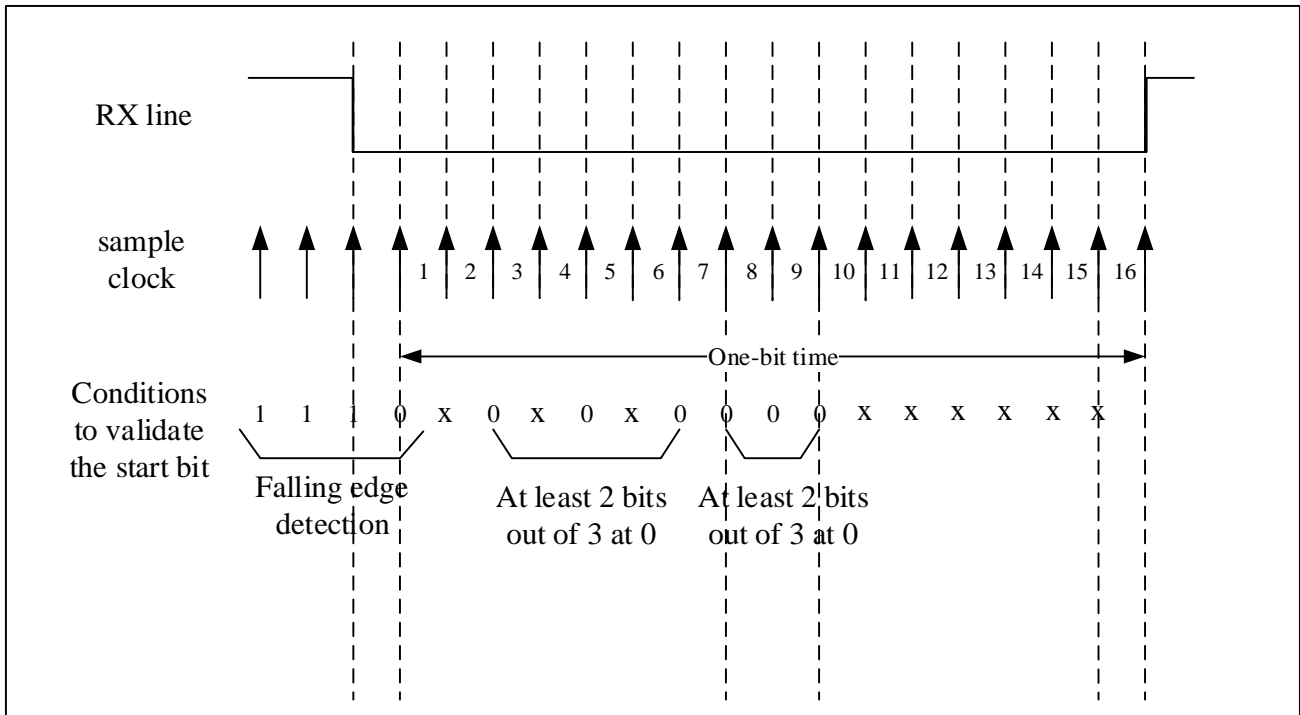 RX line
sample
clock
1 2 3 4 5 6 7 8 9 10 11 12 13 14 15 16
One-bit time
Conditions
to validate
the start bit
1 1 1 0 x 0 x 0 x 0 0 0 0 x x x x x x
Falling edge
detection
At least 2 bits
out of 3 at 0
At least 2 bits
out of 3 at 0